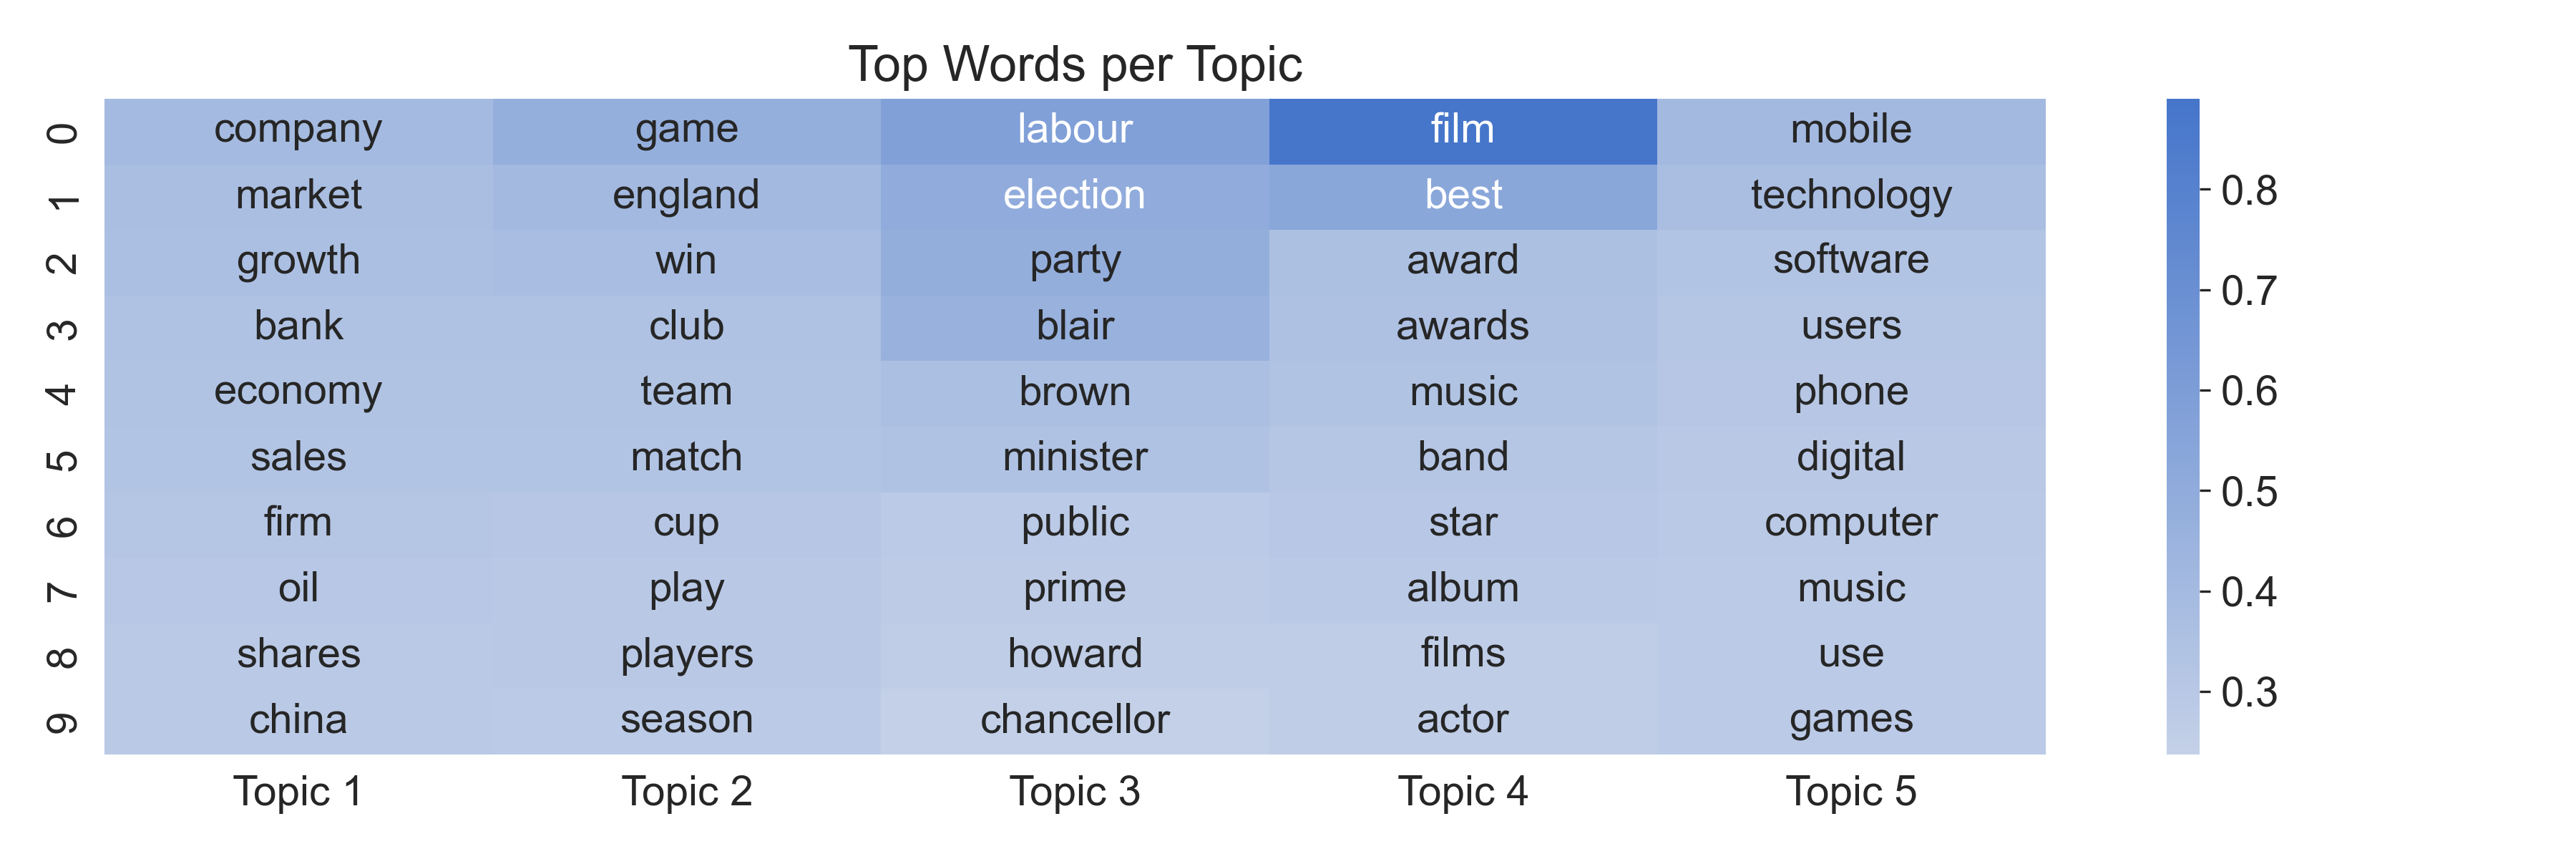 Top Words per Topic
0 company game labour film mobile
1 market england election best technology
2 growth win party award software
3 bank club blair awards users
4 economy team brown music phone
5 sales match minister band digital
6 firm cup public star computer
7 oil play prime album music
8 shares players howard films use
9 china season chancellor actor games
Topic 1 Topic 2 Topic 3 Topic 4 Topic 5
0.8
0.7
0.6
0.5
0.4
0.3